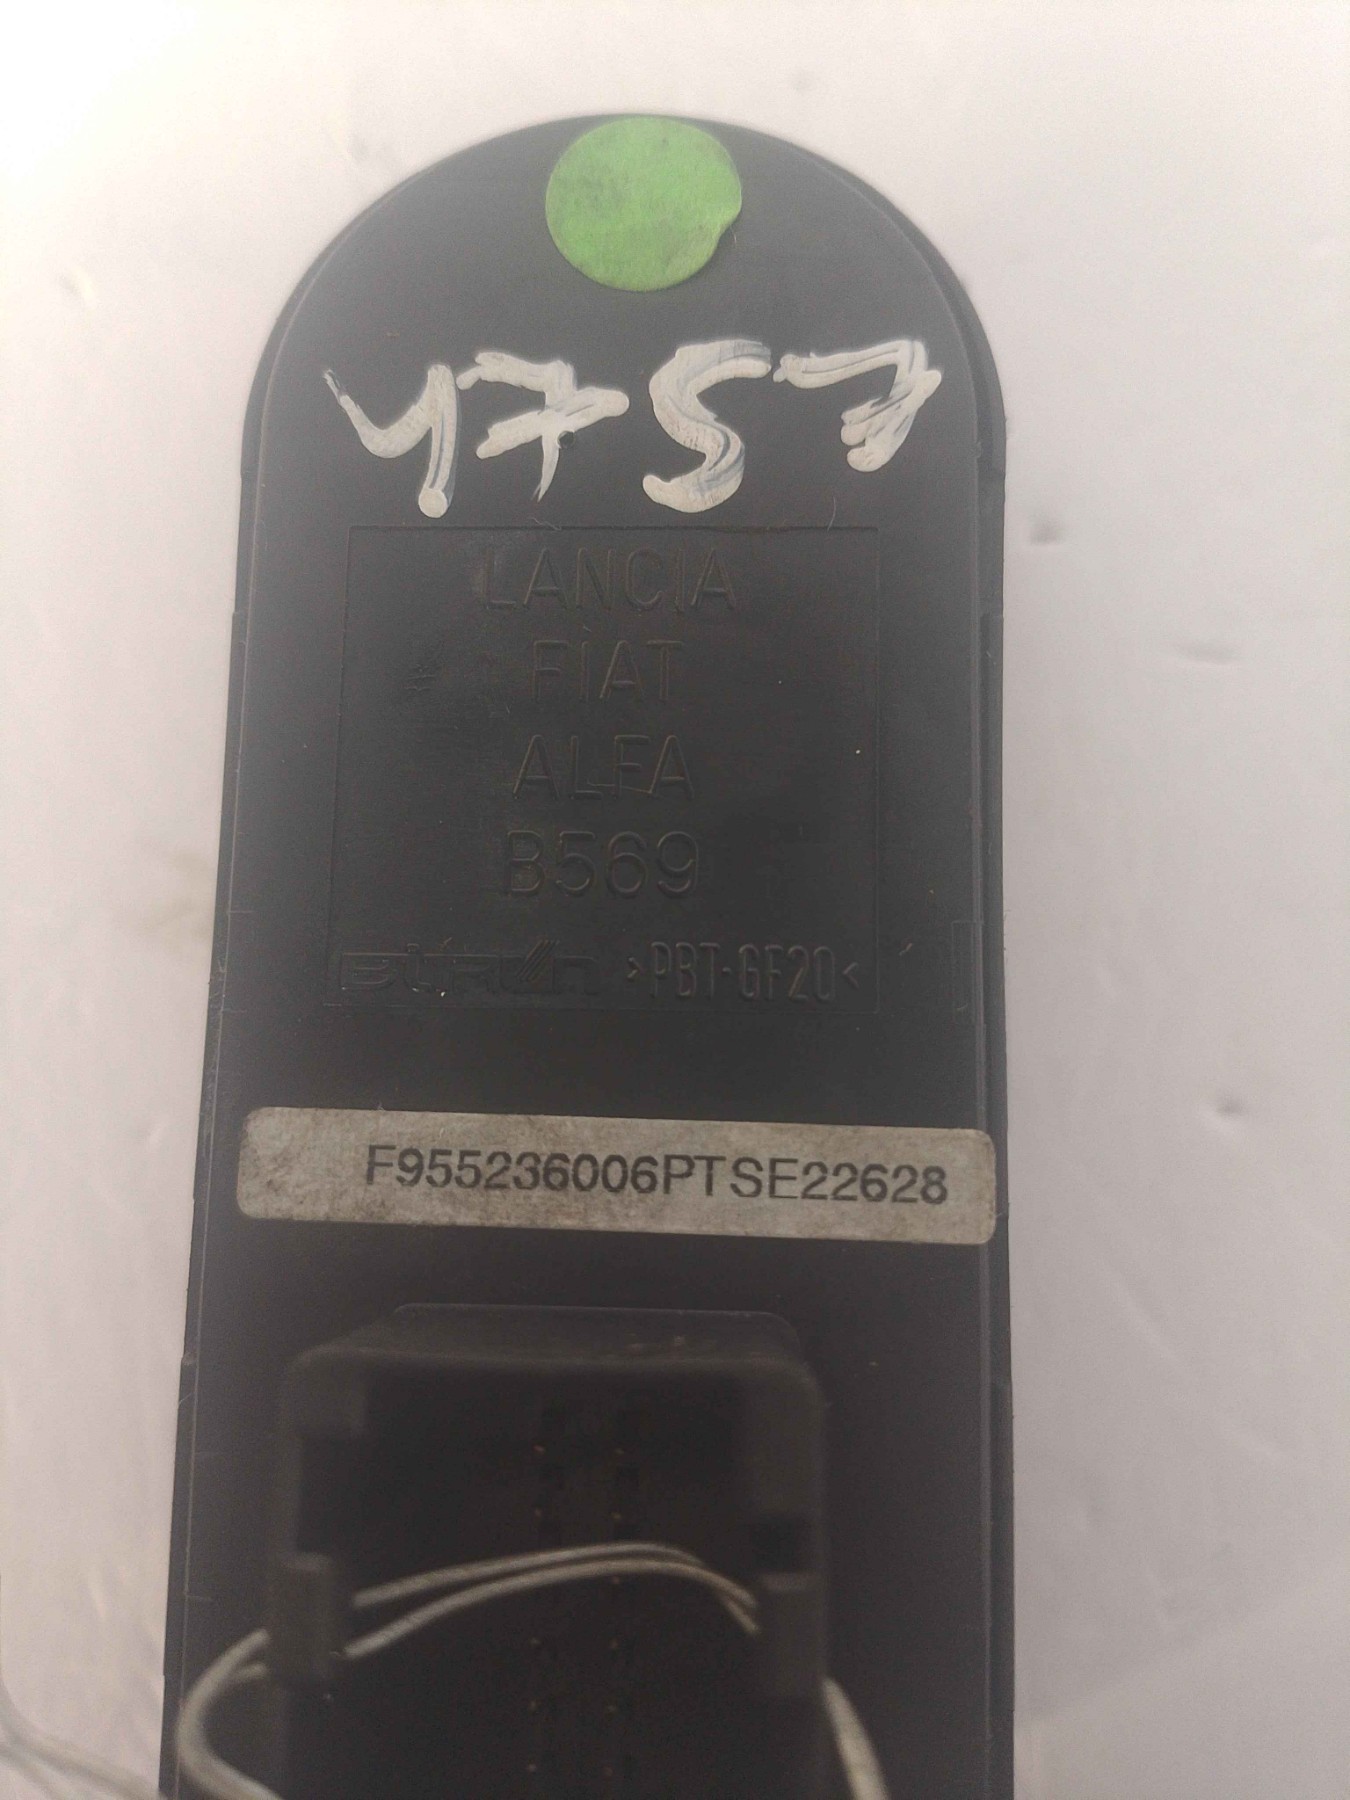 4757
LANCIA
FIAT
ALFA
B569
>PBT-GF20<
F955236006PTSE22628